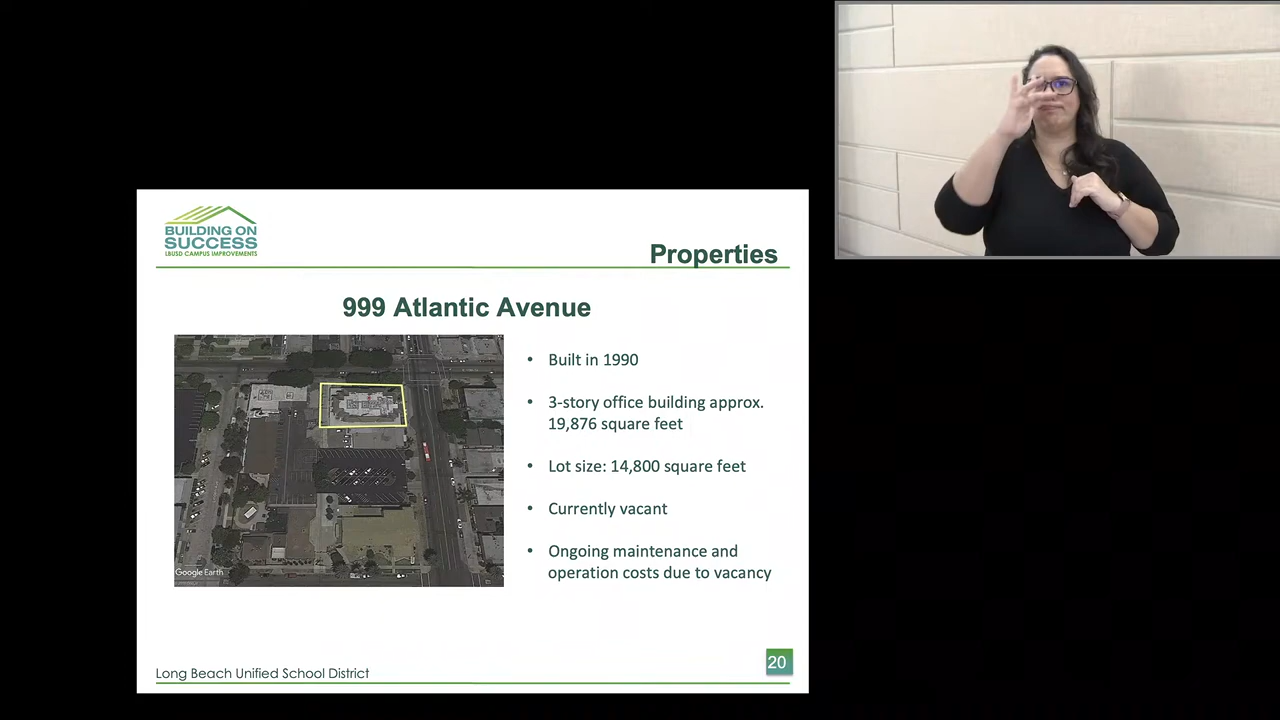 BUILDING ON
SUCCESS
LBUSD CAMPUS IMPROVEMENTS
Properties
999 Atlantic Avenue
• Built in 1990
• 3-story office building approx.
19,876 square feet
• Lot size: 14,800 square feet
• Currently vacant
• Ongoing maintenance and
operation costs due to vacancy
Google Earth
Long Beach Unified School District
20